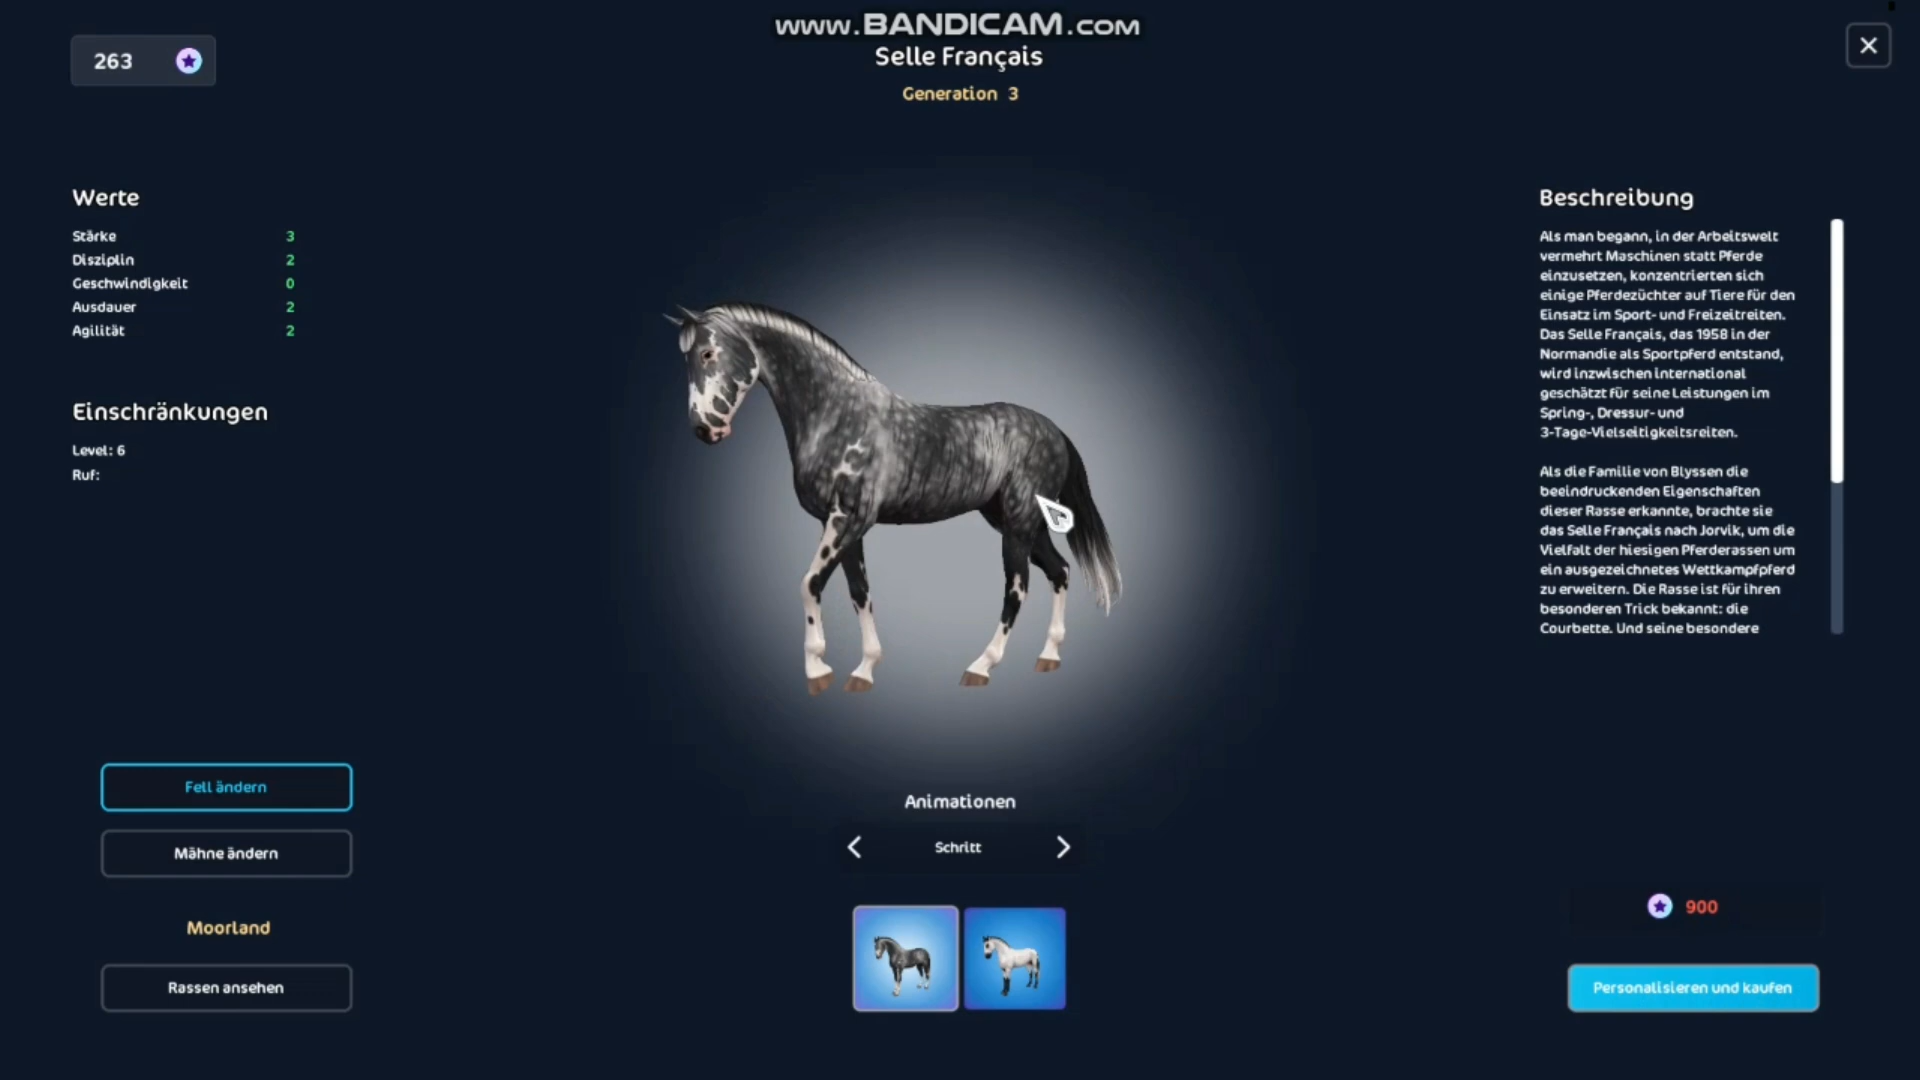 www.BANDICAM.com
263
Selle Français
Generation 3
Werte
Stärke 3
Disziplin 2
Geschwindigkeit 0
Ausdauer 2
Agilität 2
Einschränkungen
Level: 6
Ruf:
Beschreibung
Als man begann, in der Arbeitswelt
vermehrt Maschinen statt Pferde
einzusetzen, konzentrierten sich
einige Pferdezüchter auf Tiere für den
Einsatz im Sport- und Freizeitreiten.
Das Selle Français, das 1958 in der
Normandie als Sportpferd entstand,
wird inzwischen international
geschätzt für seine Leistungen im
Spring-, Dressur- und
3-Tage-Vielseitigkeitsreiten.
Als die Familie von Blyssen die
beeindruckenden Eigenschaften
dieser Rasse erkannte, brachte sie
das Selle Français nach Jorvik, um die
Vielfalt der hiesigen Pferderassen um
ein ausgezeichnetes Wettkampfpferd
zu erweitern. Die Rasse ist für ihren
besonderen Trick bekannt: die
Courbette. Und seine besondere
Fell ändern
Mähne ändern
Moorland
Rassen ansehen
Animationen
Schritt
900
Personalisieren und kaufen